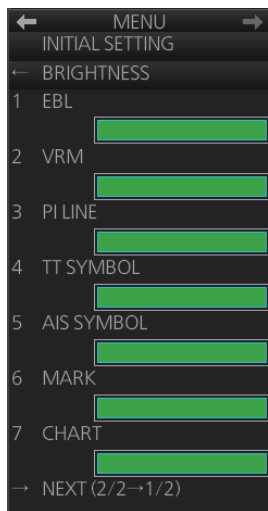 ← MENU →
INITIAL SETTING
← BRIGHTNESS
1 EBL
2 VRM
3 PI LINE
4 TT SYMBOL
5 AIS SYMBOL
6 MARK
7 CHART
→ NEXT (2/2→1/2)